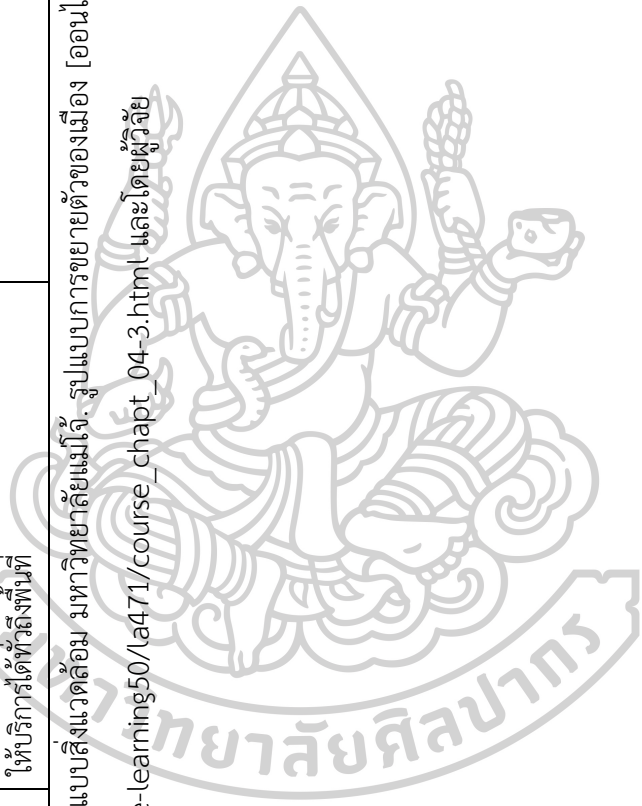 ให้บริการได้ทั่วถึงพื้นที่
แบบสิ่งแวดล้อม มหาวิทยาลัยแม่โจ้. รูปแบบการขยายตัวของเมือง [ออนไ
e-learning50/la471/course_chapt_04-3.html และโดยผู้วิจัย
มหาวิทยาลัยศิลปากร